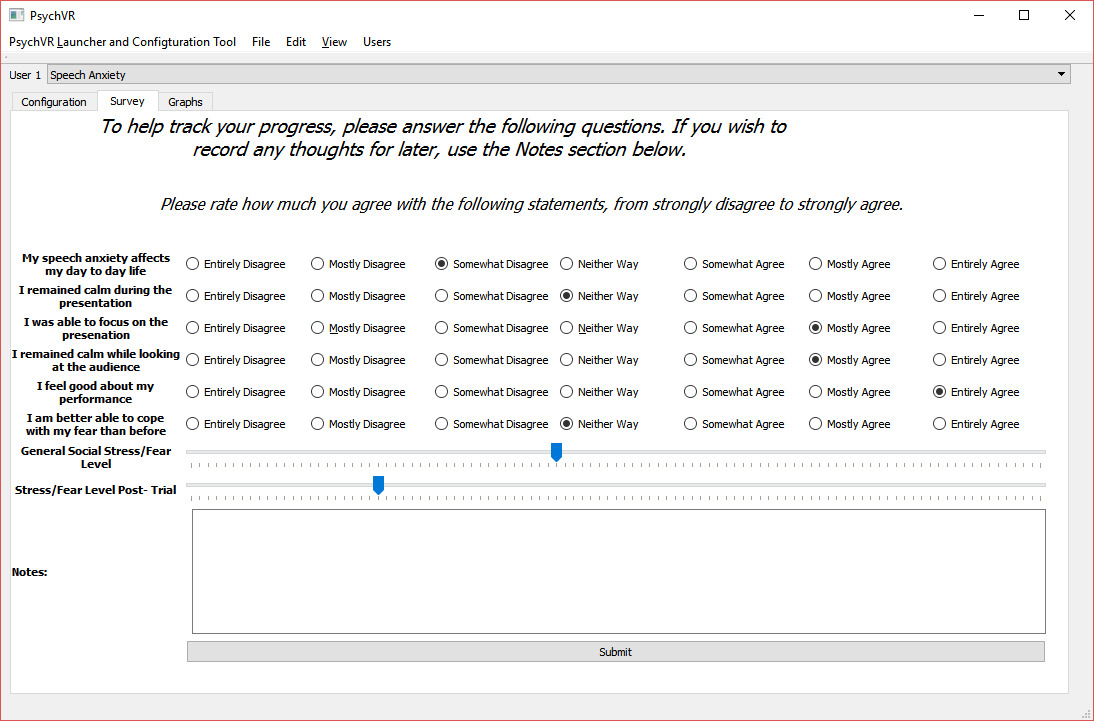 PsychVR
PsychVR Launcher and Configturation Tool File Edit View Users
User 1 Speech Anxiety
Configuration Survey Graphs
To help track your progress, please answer the following questions. If you wish to
record any thoughts for later, use the Notes section below.
Please rate how much you agree with the following statements, from strongly disagree to strongly agree.
My speech anxiety affects
my day to day life
Entirely Disagree Mostly Disagree Somewhat Disagree Neither Way Somewhat Agree Mostly Agree Entirely Agree
I remained calm during the
presentation
Entirely Disagree Mostly Disagree Somewhat Disagree Neither Way Somewhat Agree Mostly Agree Entirely Agree
I was able to focus on the
presenation
Entirely Disagree Mostly Disagree Somewhat Disagree Neither Way Somewhat Agree Mostly Agree Entirely Agree
I remained calm while looking
at the audience
Entirely Disagree Mostly Disagree Somewhat Disagree Neither Way Somewhat Agree Mostly Agree Entirely Agree
I feel good about my
performance
Entirely Disagree Mostly Disagree Somewhat Disagree Neither Way Somewhat Agree Mostly Agree Entirely Agree
I am better able to cope
with my fear than before
Entirely Disagree Mostly Disagree Somewhat Disagree Neither Way Somewhat Agree Mostly Agree Entirely Agree
General Social Stress/Fear
Level
Stress/Fear Level Post- Trial
Notes:
Submit